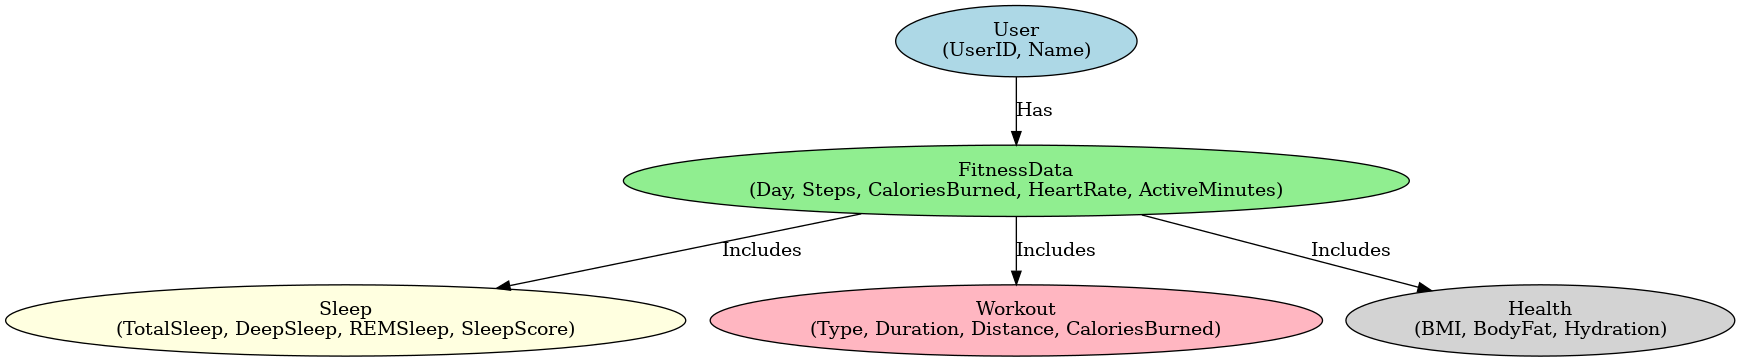 User
(UserID, Name)
Has
FitnessData
(Day, Steps, CaloriesBurned, HeartRate, ActiveMinutes)
Includes
Includes
Includes
Sleep
(TotalSleep, DeepSleep, REMSleep, SleepScore)
Workout
(Type, Duration, Distance, CaloriesBurned)
Health
(BMI, BodyFat, Hydration)